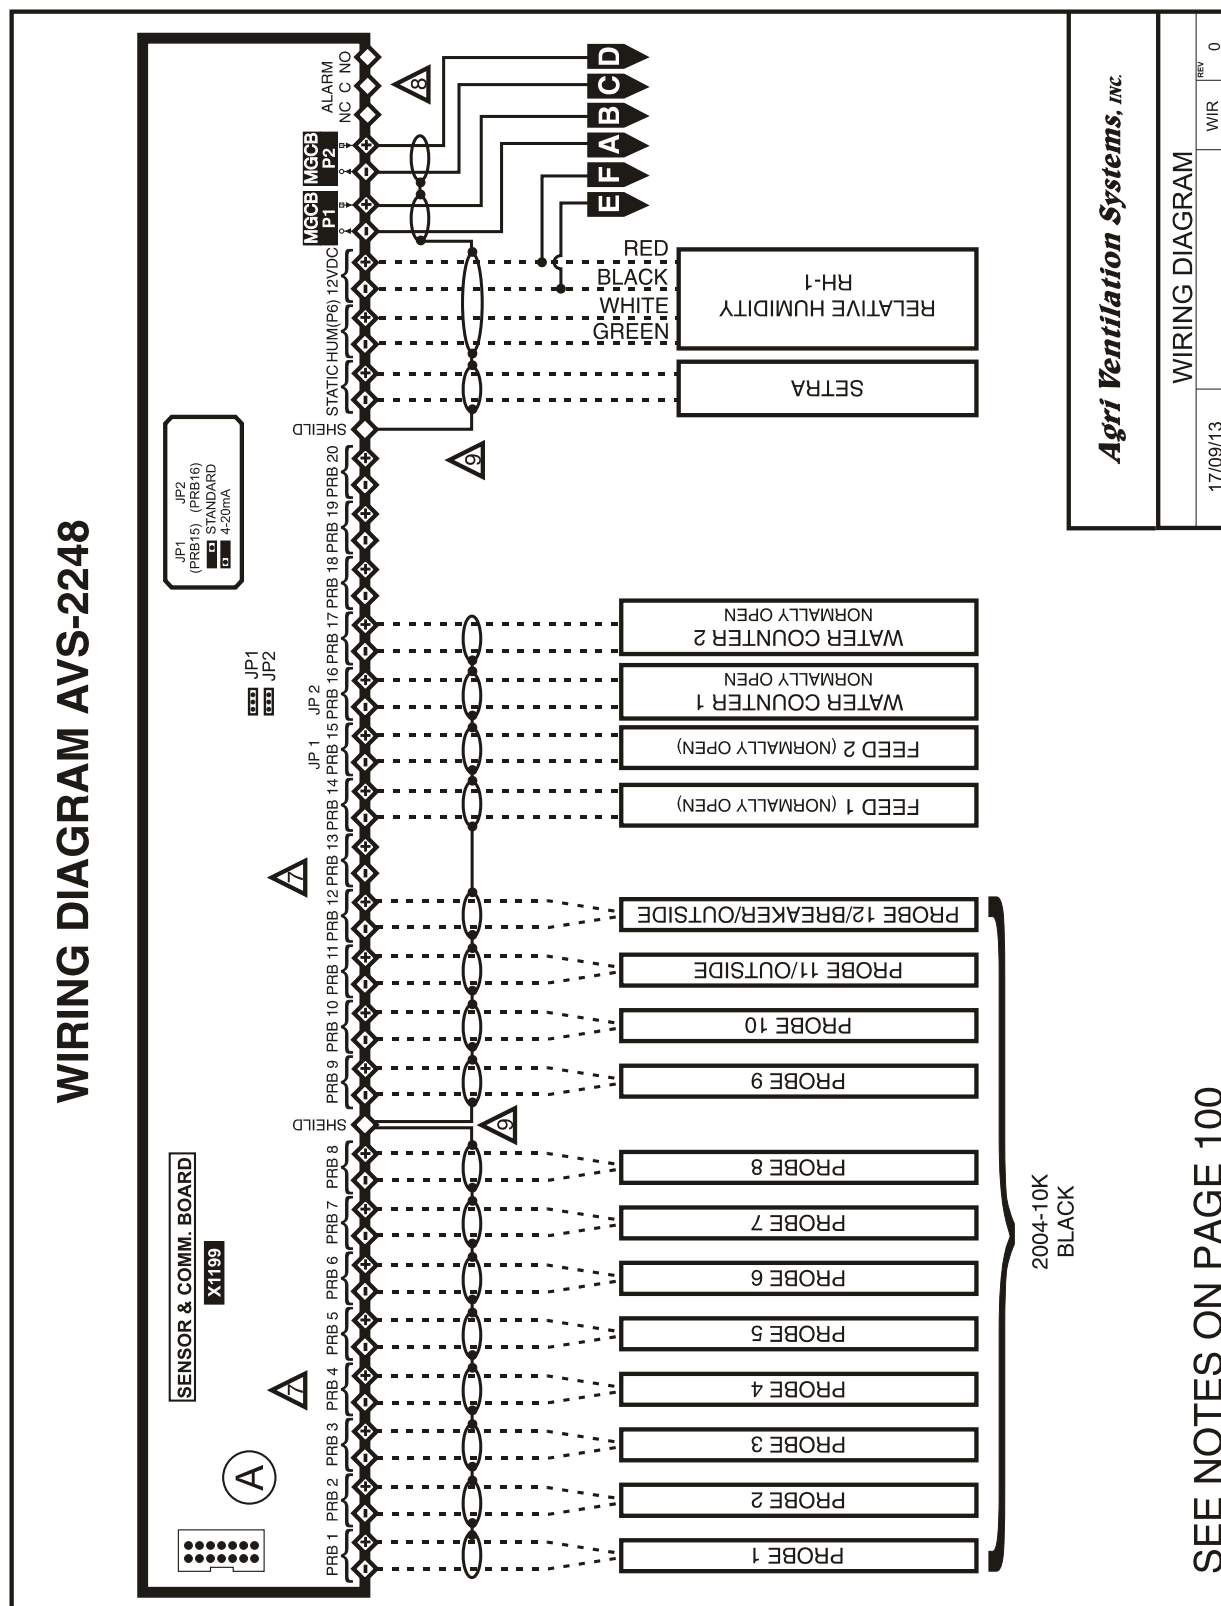 WIRING DIAGRAM AVS-2248
SENSOR & COMM. BOARD
X1199
A
JP1 JP2
(PRB15) (PRB16)
STANDARD
4-20mA
JP1
JP2
JP 1
JP 2
7
7
PRB 1
PRB 2
PRB 3
PRB 4
PRB 5
PRB 6
PRB 7
PRB 8
SHEILD
PRB 9
PRB 10
PRB 11
PRB 12
PRB 13
PRB 14
PRB 15
PRB 16
PRB 17
PRB 18
PRB 19
PRB 20
SHEILD
STATIC
HUM(P6)
12VDC
MGCB
P1
MGCB
P2
ALARM
NC C NO
8
9
9
D
C
B
A
F
E
RED
BLACK
WHITE
GREEN
RELATIVE HUMIDITY
RH-1
SETRA
WATER COUNTER 2
NORMALLY OPEN
WATER COUNTER 1
NORMALLY OPEN
FEED 2 (NORMALLY OPEN)
FEED 1 (NORMALLY OPEN)
PROBE 12/BREAKER/OUTSIDE
PROBE 11/OUTSIDE
PROBE 10
PROBE 9
PROBE 8
PROBE 7
PROBE 6
PROBE 5
PROBE 4
PROBE 3
PROBE 2
PROBE 1
2004-10K
BLACK
Agri Ventilation Systems, INC.
WIRING DIAGRAM
17/09/13
WIR
REV
0
SEE NOTES ON PAGE 100